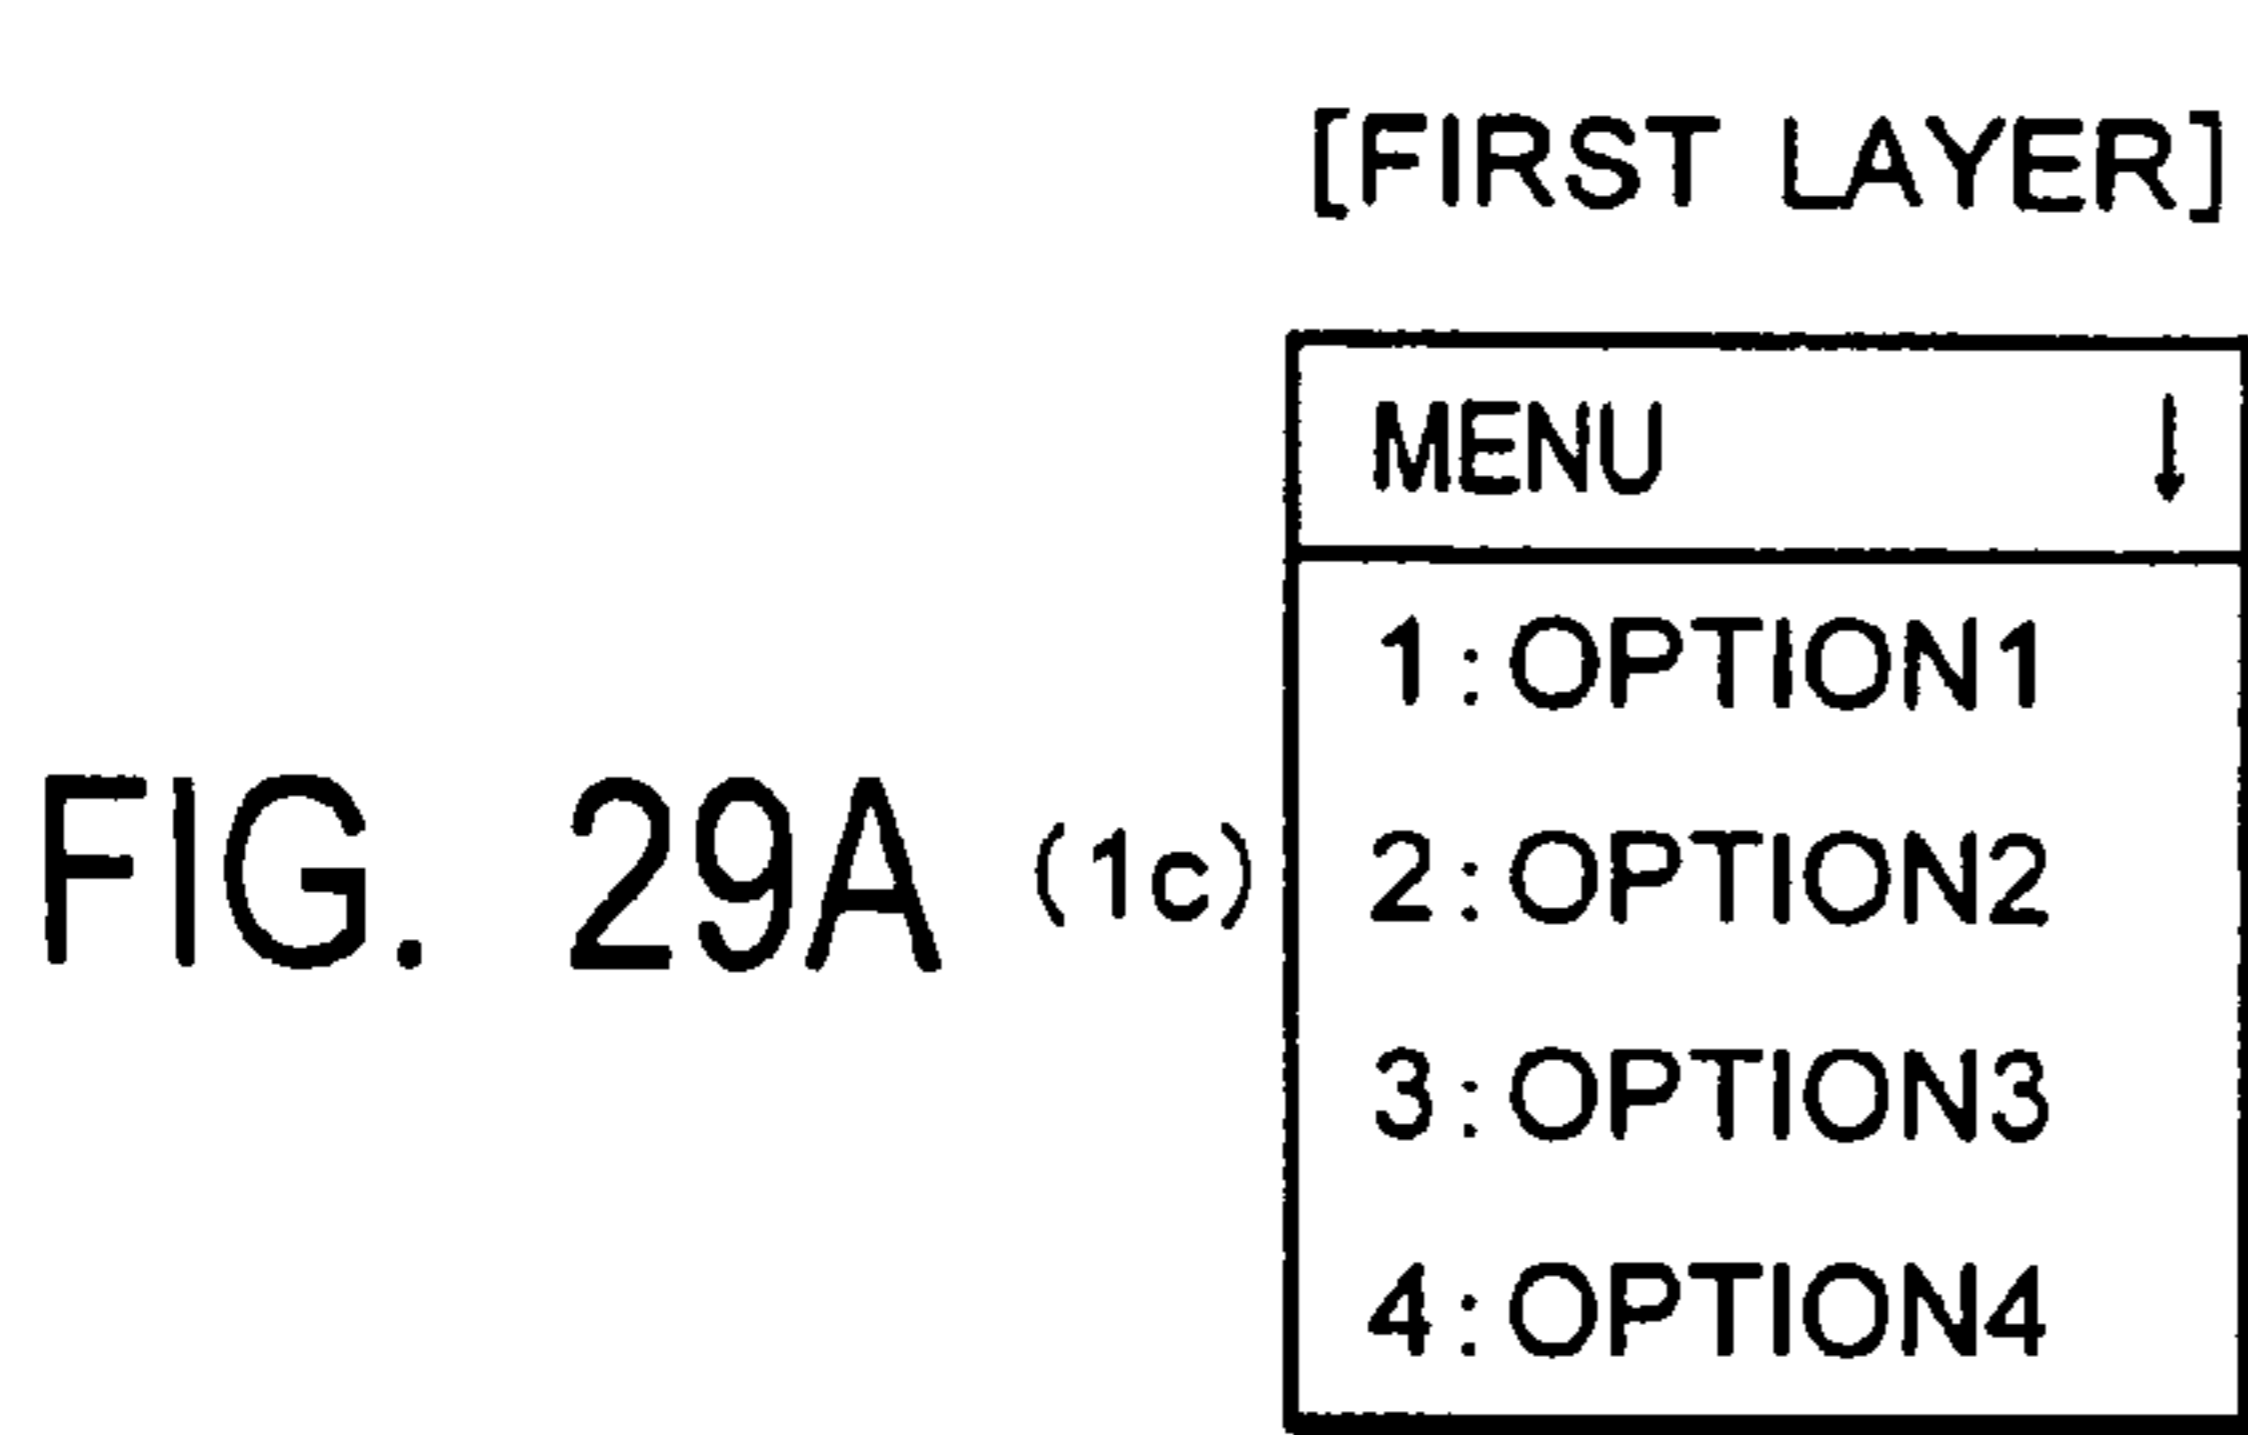 [FIRST LAYER]
MENU ↓
1:OPTION1
FIG. 29A (1c)
2:OPTION2
3:OPTION3
4:OPTION4